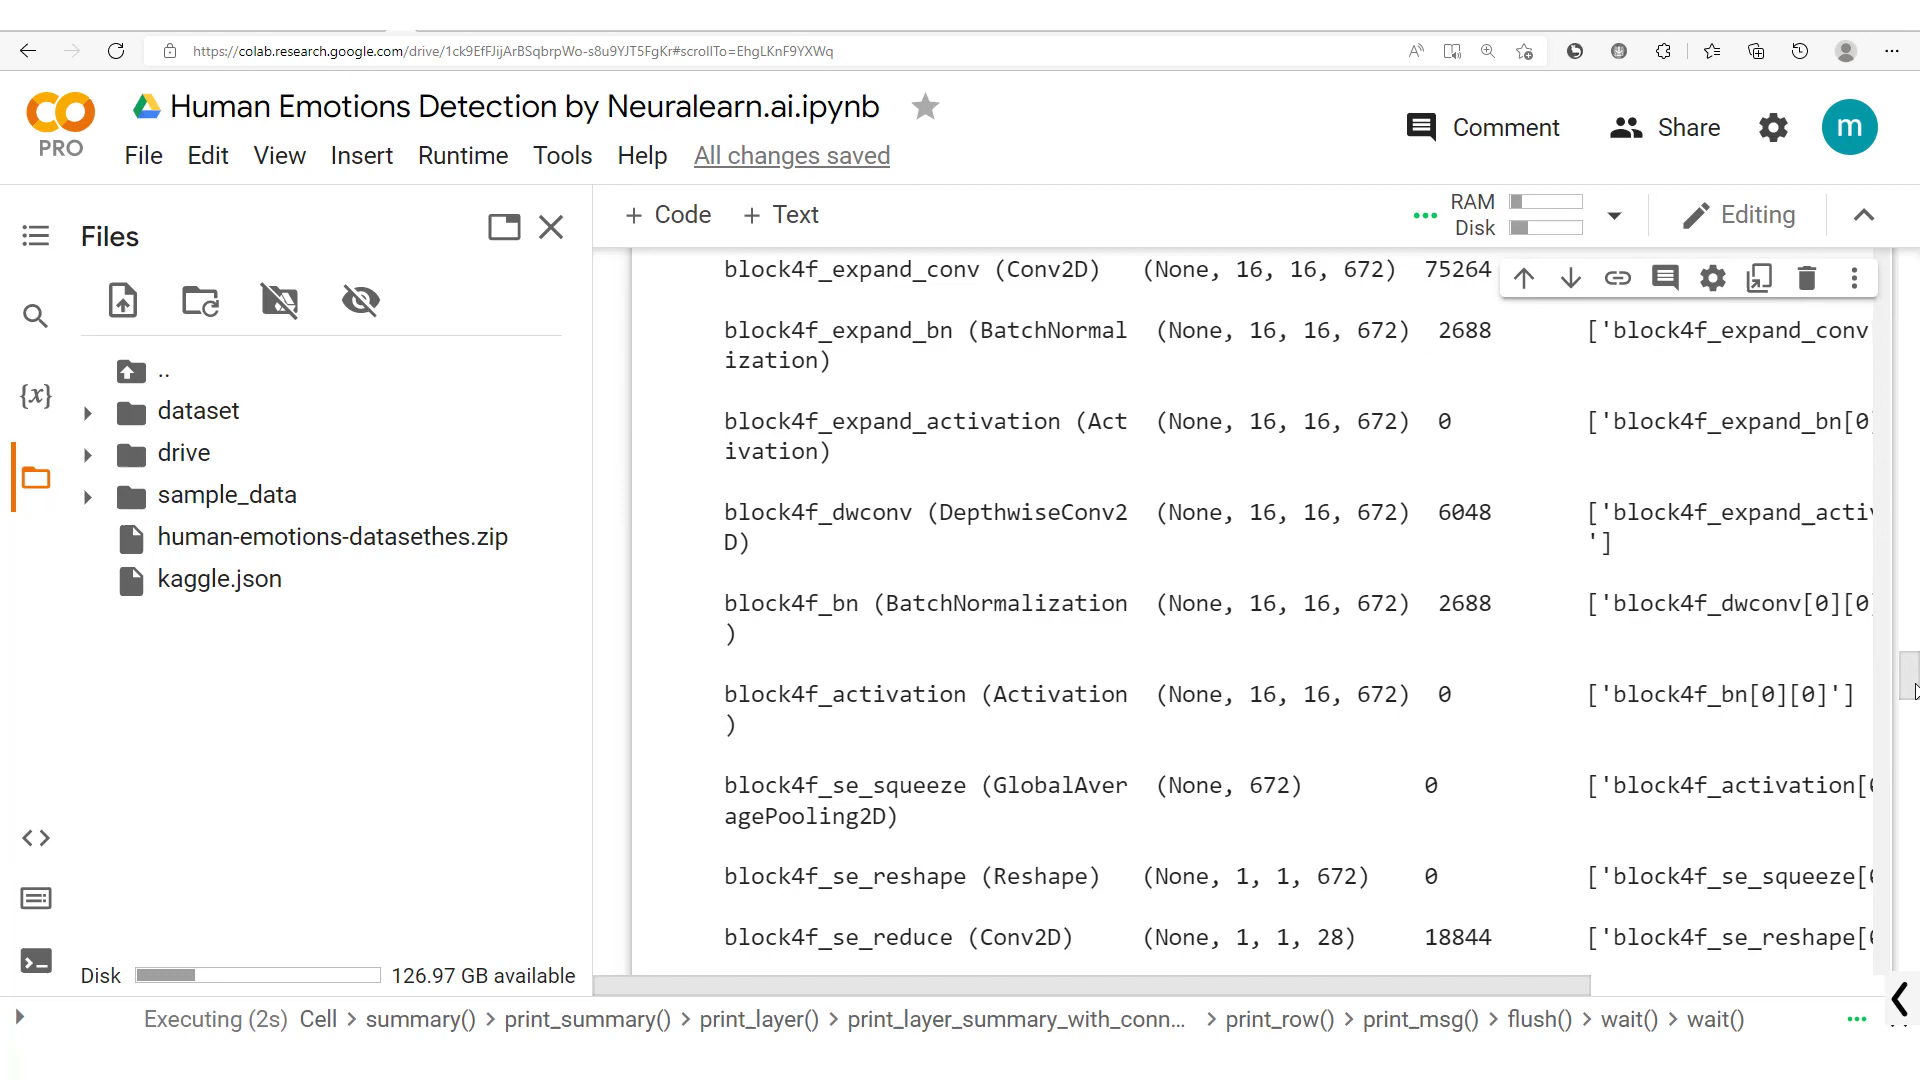 https://colab.research.google.com/drive/1ck9EfFJijArBSqbrpWo-s8u9YJT5FgKr#scrollTo=EhgLKnF9YXWq
PRO
Human Emotions Detection by Neuralearn.ai.ipynb
File Edit View Insert Runtime Tools Help All changes saved
Comment Share m
Files
+ Code + Text
RAM
Disk
Editing
..
dataset
drive
sample_data
human-emotions-datasethes.zip
kaggle.json
Disk 126.97 GB available
block4f_expand_conv (Conv2D) (None, 16, 16, 672) 75264
block4f_expand_bn (BatchNormal (None, 16, 16, 672) 2688 ['block4f_expand_conv
ization)
block4f_expand_activation (Act (None, 16, 16, 672) 0 ['block4f_expand_bn[0]
ivation)
block4f_dwconv (DepthwiseConv2 (None, 16, 16, 672) 6048 ['block4f_expand_activ
D) ']
block4f_bn (BatchNormalization (None, 16, 16, 672) 2688 ['block4f_dwconv[0][0]
)
block4f_activation (Activation (None, 16, 16, 672) 0 ['block4f_bn[0][0]']
)
block4f_se_squeeze (GlobalAver (None, 672) 0 ['block4f_activation[0
agePooling2D)
block4f_se_reshape (Reshape) (None, 1, 1, 672) 0 ['block4f_se_squeeze[0
block4f_se_reduce (Conv2D) (None, 1, 1, 28) 18844 ['block4f_se_reshape[0
Executing (2s) Cell > summary() > print_summary() > print_layer() > print_layer_summary_with_conn... > print_row() > print_msg() > flush() > wait() > wait()